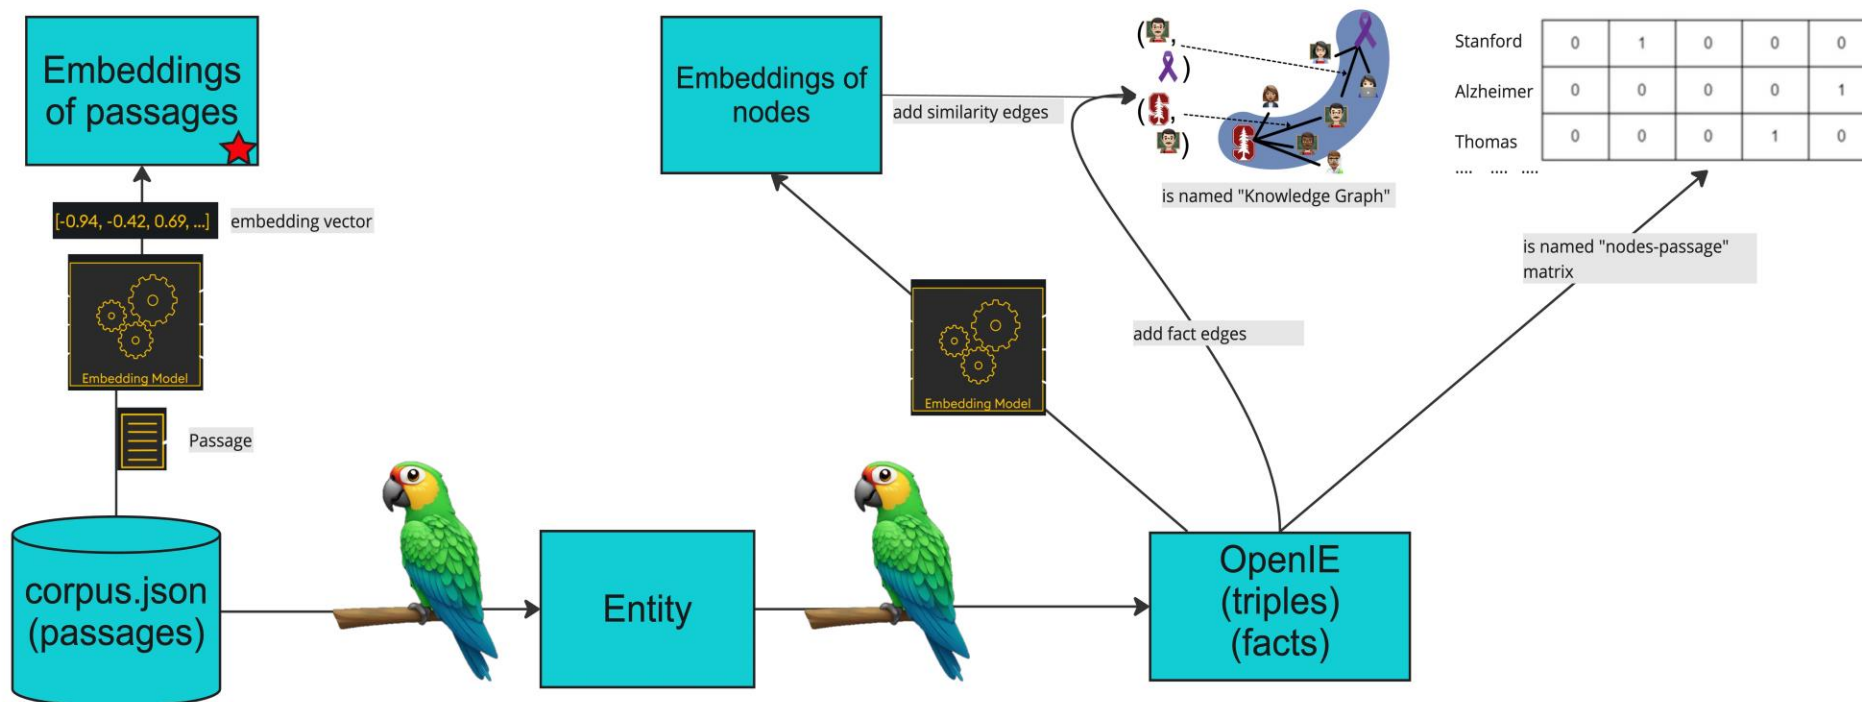 Embeddings
of passages
[-0.94, -0.42, 0.69, ...]
embedding vector
Embedding Model
Passage
corpus.json
(passages)
Entity
OpenIE
(triples)
(facts)
Embeddings of
nodes
add similarity edges
Embedding Model
add fact edges
(
,
)
(S,
)
S
is named "Knowledge Graph"
Stanford 0 1 0 0 0
Alzheimer 0 0 0 0 1
Thomas 0 0 0 1 0
.... .... ....
is named "nodes-passage"
matrix